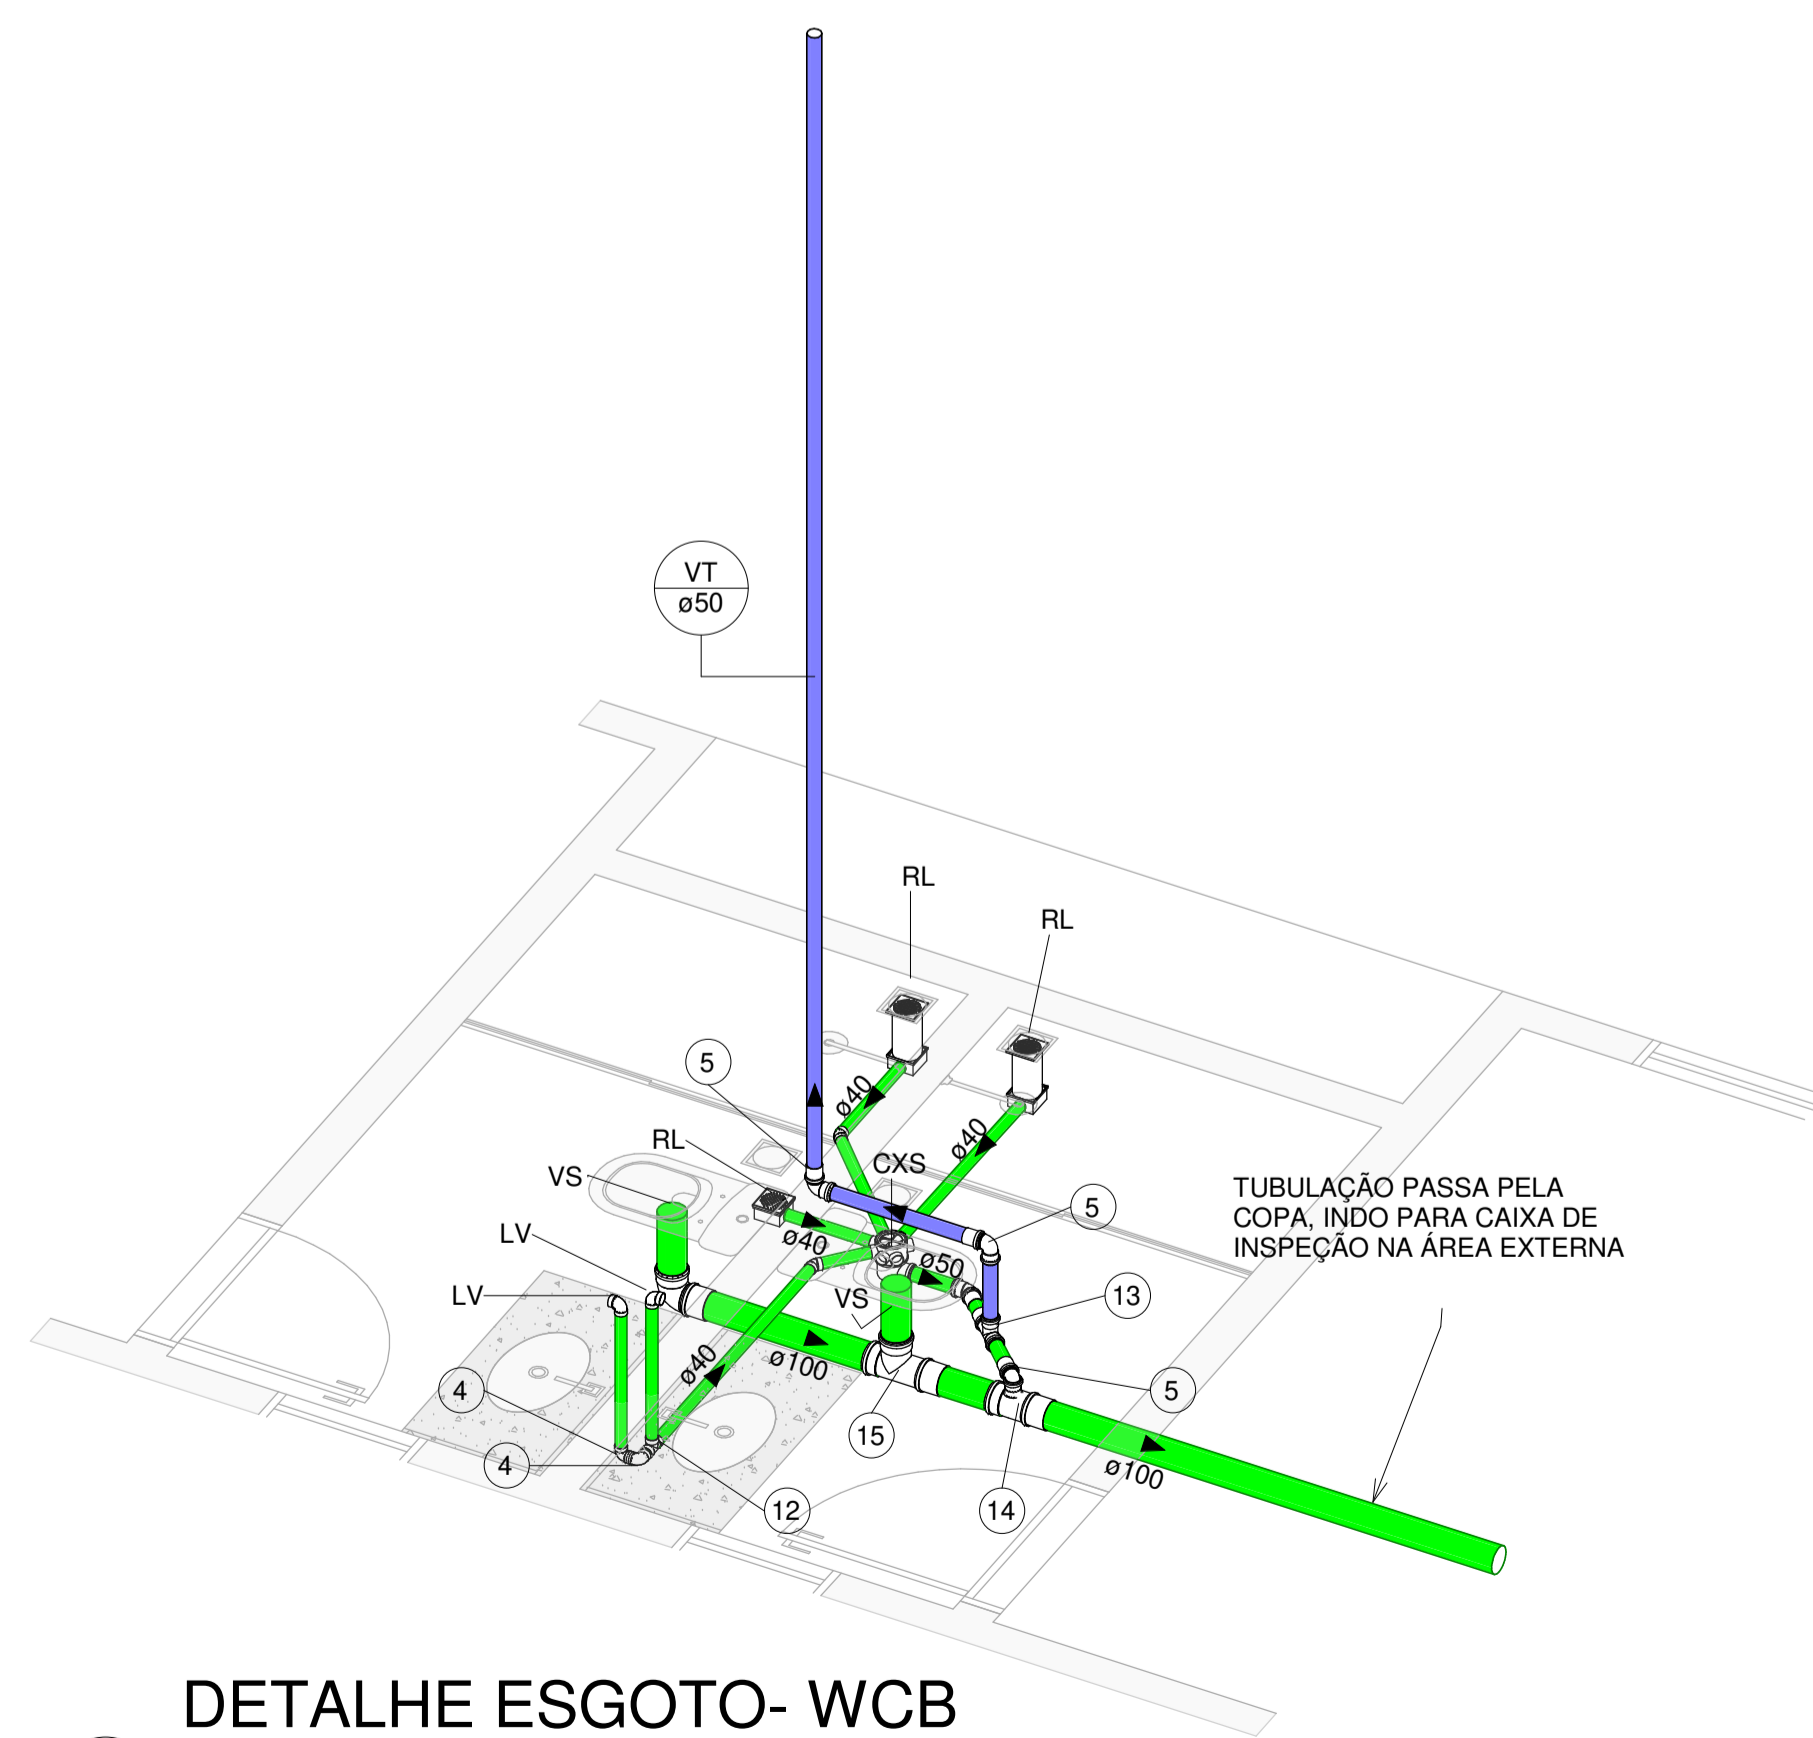 VT
ø50
RL
RL
5
ø40
ø40
RL
CXS
VS
5
TUBULAÇÃO PASSA PELA
COPA, INDO PARA CAIXA DE
INSPEÇÃO NA ÁREA EXTERNA
LV
ø40
ø50
LV
VS
13
ø40
ø100
4
5
15
4
ø100
12
14
DETALHE ESGOTO- WCB